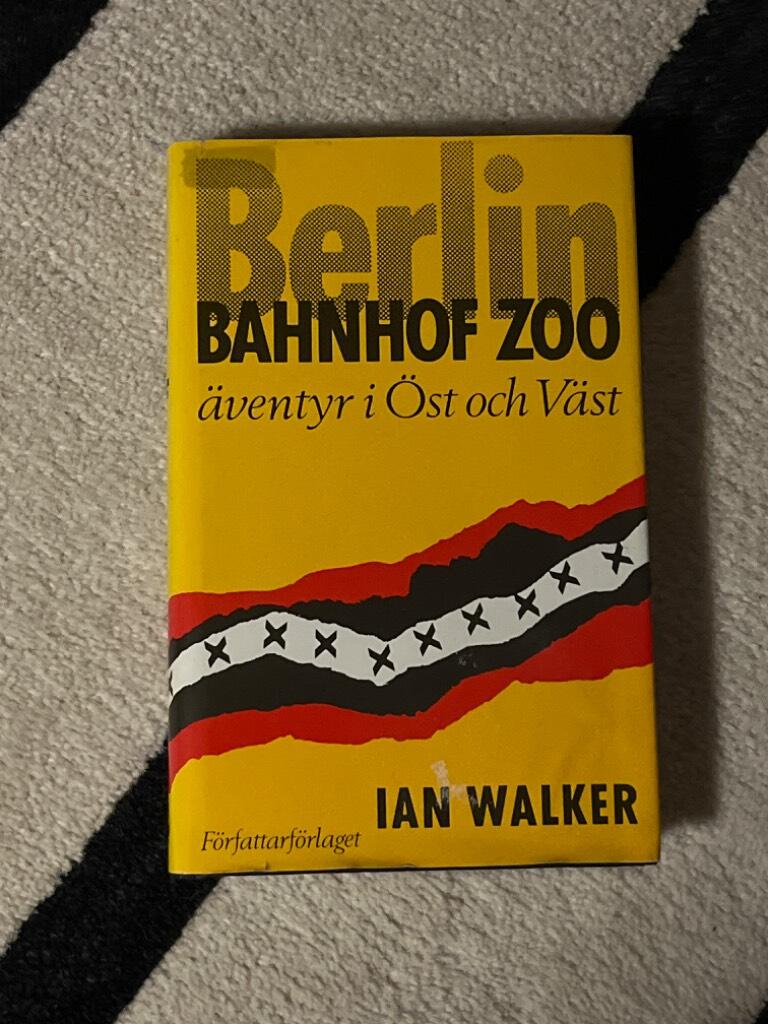 Berlin
BAHNHOF ZOO
äventyr i Öst och Väst
IAN WALKER
Författarförlaget